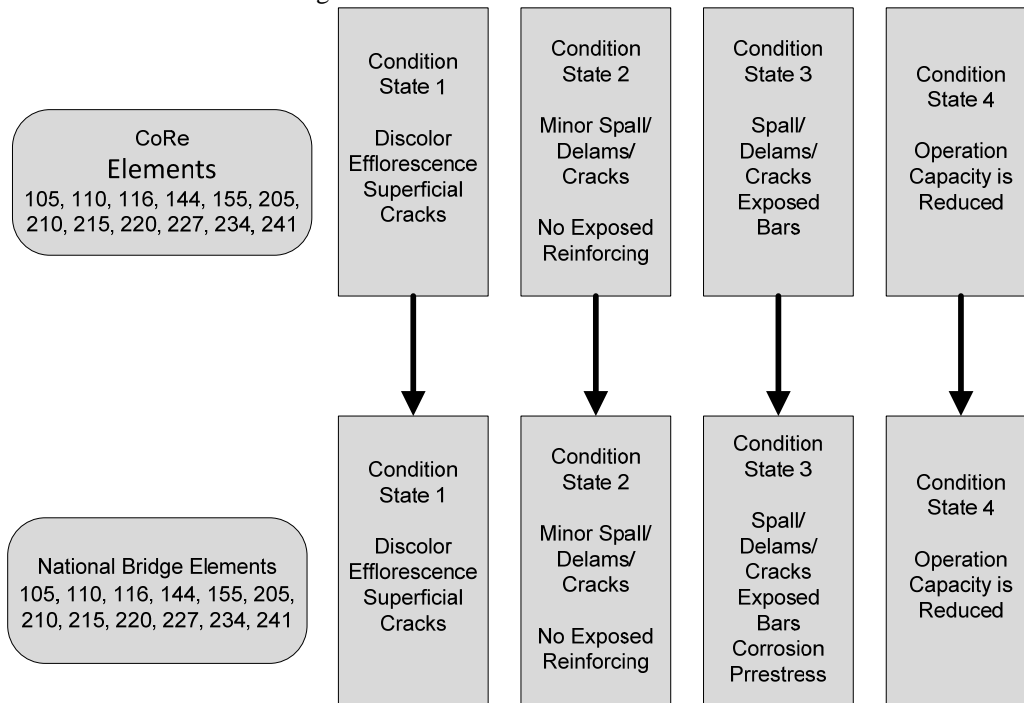 CoRe
Elements
105, 110, 116, 144, 155, 205,
210, 215, 220, 227, 234, 241
Condition
State 1
Discolor
Efflorescence
Superficial
Cracks
Condition
State 2
Minor Spall/
Delams/
Cracks
No Exposed
Reinforcing
Condition
State 3
Spall/
Delams/
Cracks
Exposed
Bars
Condition
State 4
Operation
Capacity is
Reduced
National Bridge Elements
105, 110, 116, 144, 155, 205,
210, 215, 220, 227, 234, 241
Condition
State 1
Discolor
Efflorescence
Superficial
Cracks
Condition
State 2
Minor Spall/
Delams/
Cracks
No Exposed
Reinforcing
Condition
State 3
Spall/
Delams/
Cracks
Exposed
Bars
Corrosion
Prrestress
Condition
State 4
Operation
Capacity is
Reduced